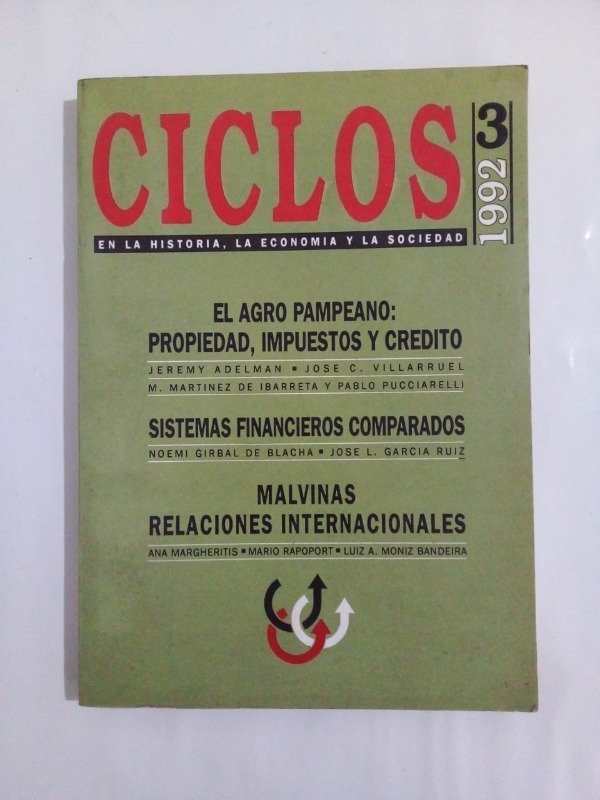 CICLOS
3
1992
EN LA HISTORIA, LA ECONOMIA Y LA SOCIEDAD
EL AGRO PAMPEANO:
PROPIEDAD, IMPUESTOS Y CREDITO
JEREMY ADELMAN ▪ JOSE C. VILLARRUEL
M. MARTINEZ DE IBARRETA Y PABLO PUCCIARELLI
SISTEMAS FINANCIEROS COMPARADOS
NOEMI GIRBAL DE BLACHA ▪ JOSE L. GARCIA RUIZ
MALVINAS
RELACIONES INTERNACIONALES
ANA MARGHERITIS ▪ MARIO RAPOPORT ▪ LUIZ A. MONIZ BANDEIRA